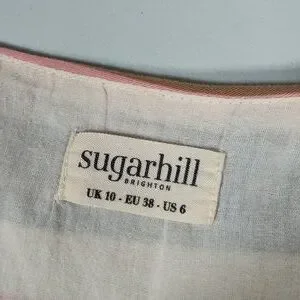 sugarhill
BRIGHTON
UK 10 - EU 38 - US 6